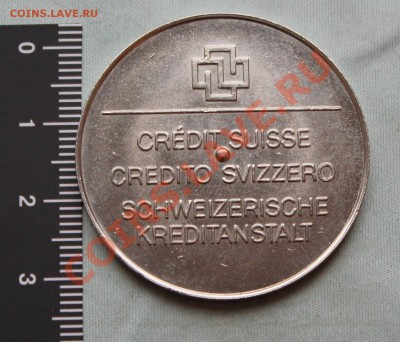 COINS.LAVE.RU
CRÉDIT SUISSE
CREDITO SVIZZERO
SCHWEIZERISCHE
KREDITANSTALT
0
1
2
3
COINS.LAVE.RU